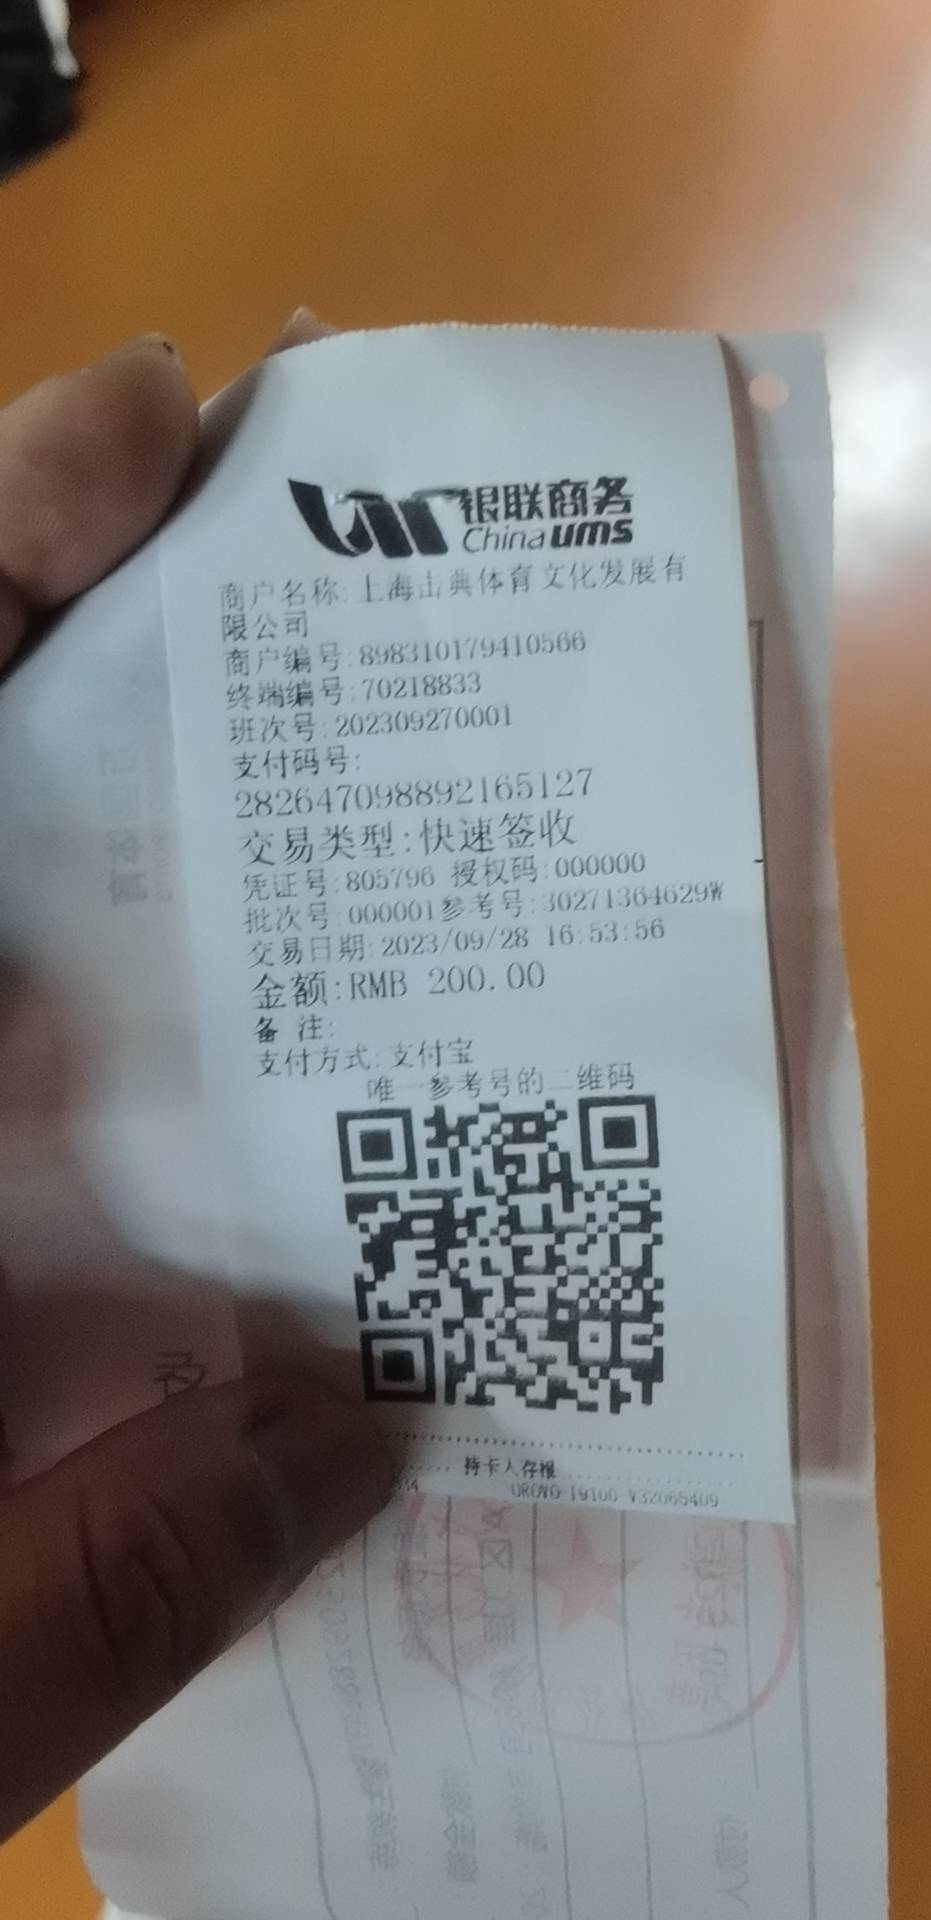 银联商务
China ums
商户名称:上海击典体育文化发展有
限公司
商户编号:898310179410566
终端编号:70218833
班次号:202309270001
支付码号:
282647098892165127
交易类型:快速签收
凭证号:805796 授权码:000000
批次号:000001参考号:30271364629W
交易日期:2023/09/28 16:53:56
金额:RMB 200.00
备 注:
支付方式:支付宝
唯一参考号的二维码
持卡人存根